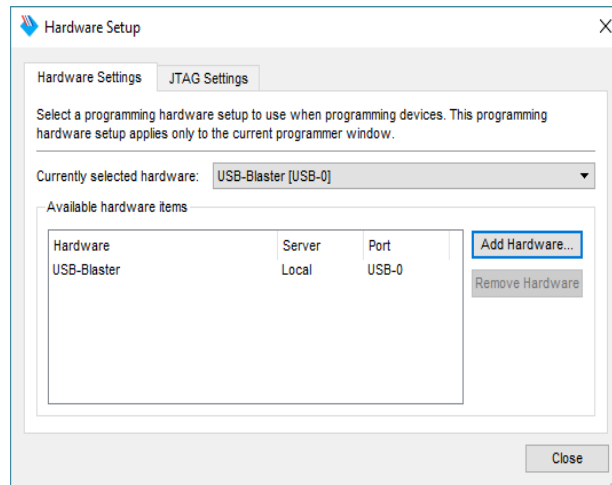 Hardware Setup
Hardware Settings JTAG Settings
Select a programming hardware setup to use when programming devices. This programming
hardware setup applies only to the current programmer window.
Currently selected hardware: USB-Blaster [USB-0]
Available hardware items
Hardware Server Port
USB-Blaster Local USB-0
Add Hardware...
Remove Hardware
Close